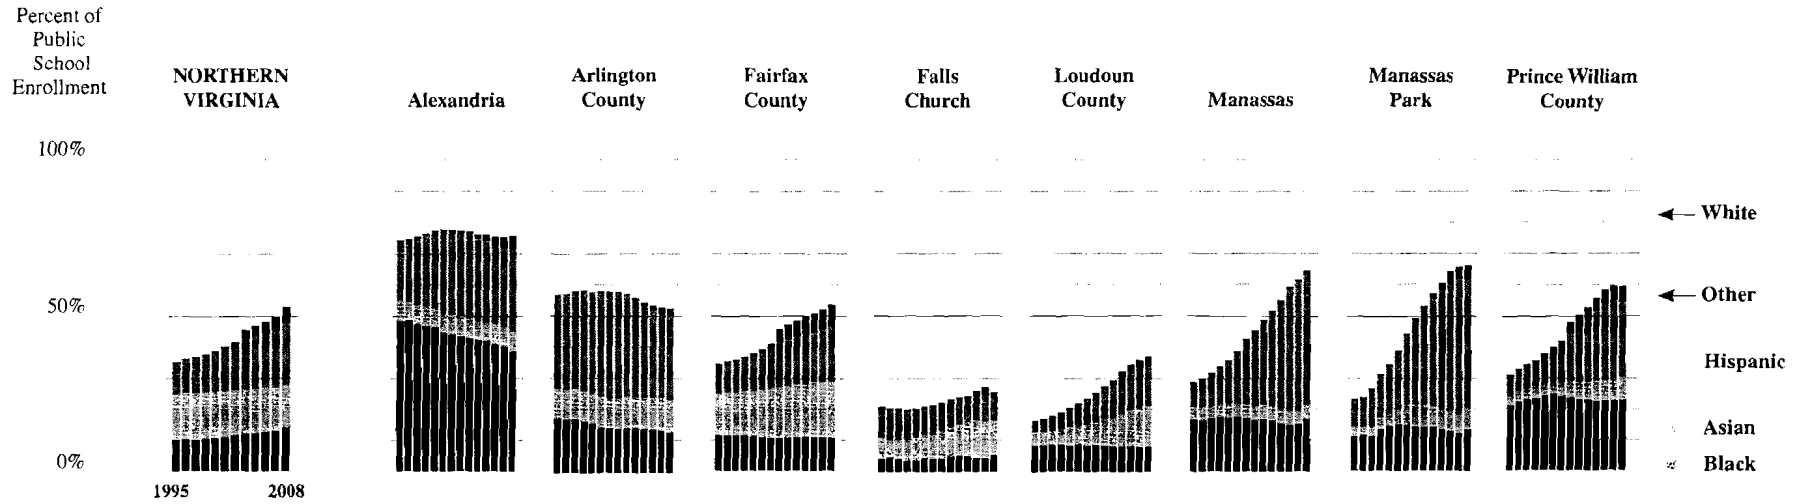 Percent of
Public
School
Enrollment
NORTHERN
VIRGINIA
Alexandria
Arlington
County
Fairfax
County
Falls
Church
Loudoun
County
Manassas
Manassas
Park
Prince William
County
100%
50%
0%
1995
2008
White
Other
Hispanic
Asian
Black